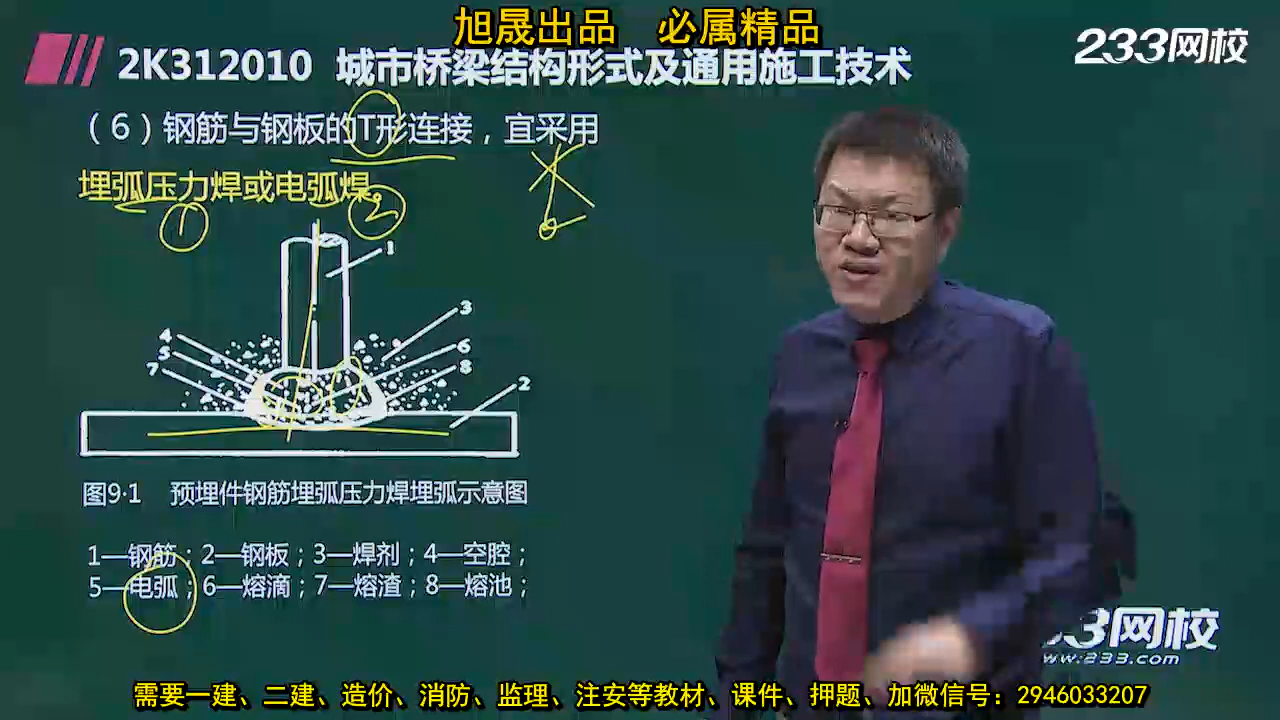 旭晟出品 必属精品
233网校
2K312010 城市桥梁结构形式及通用施工技术
（6）钢筋与钢板的T形连接，宜采用
埋弧压力焊或电弧焊。
1 2
1
3
4
6
5
7
8
2
图9·1 预埋件钢筋埋弧压力焊埋弧示意图
1—钢筋；2—钢板；3—焊剂；4—空腔；
5—电弧；6—熔滴；7—熔渣；8—熔池；
233网校
www.233.com
需要一建、二建、造价、消防、监理、注安等教材、课件、押题、加微信号：2946033207